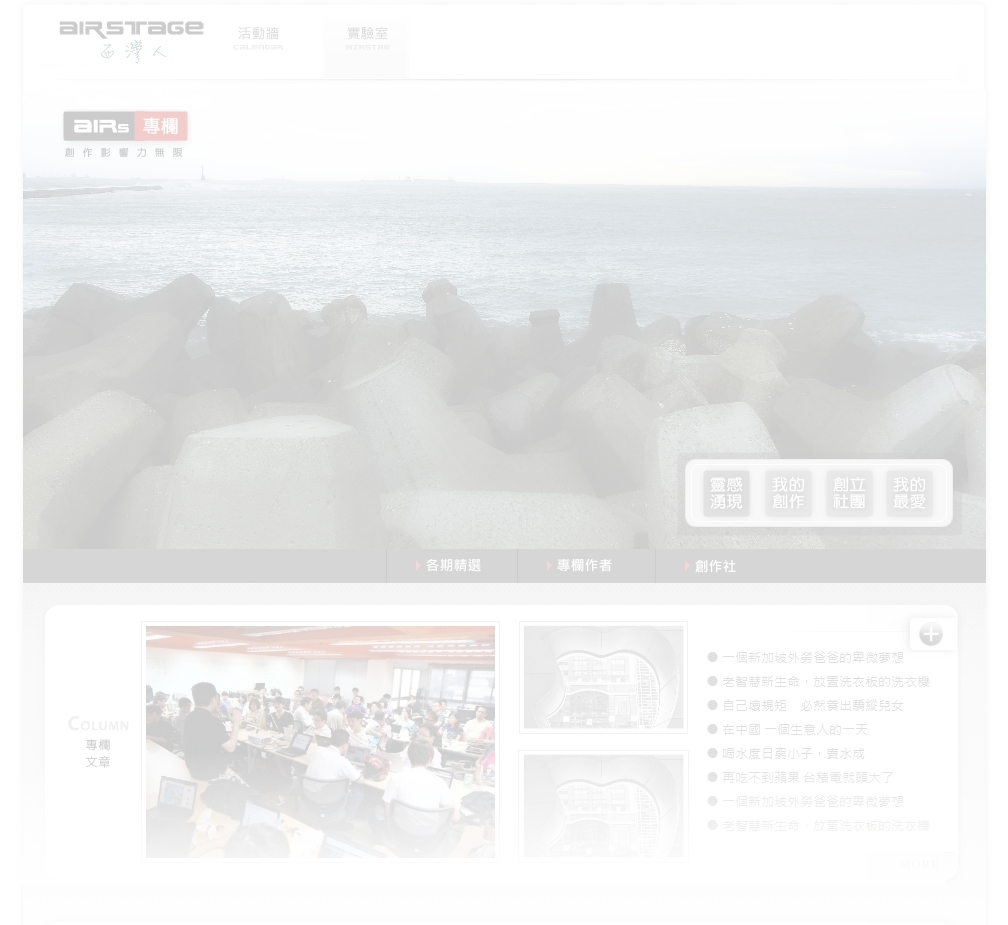 AIRSTAGE
活動牆
實驗室
CALENDAR
西灣人
AIRs 專欄
創作影響力無限
靈感湧現
我的創作
創立社團
我的最愛
各期精選
專欄作者
創作社
COLUMN
專欄
文章
一個新加坡外勞爸爸的卑微夢想
老智慧新生命，放置洗衣板的洗衣機
自己壞規矩 必然養出驕縱兒女
在中國 一個生意人的一天
喝水度日窮小子，賣水成
再吃不到蘋果 台積電就頭大了
一個新加坡外勞爸爸的卑微夢想
老智慧新生命，放置洗衣板的洗衣機